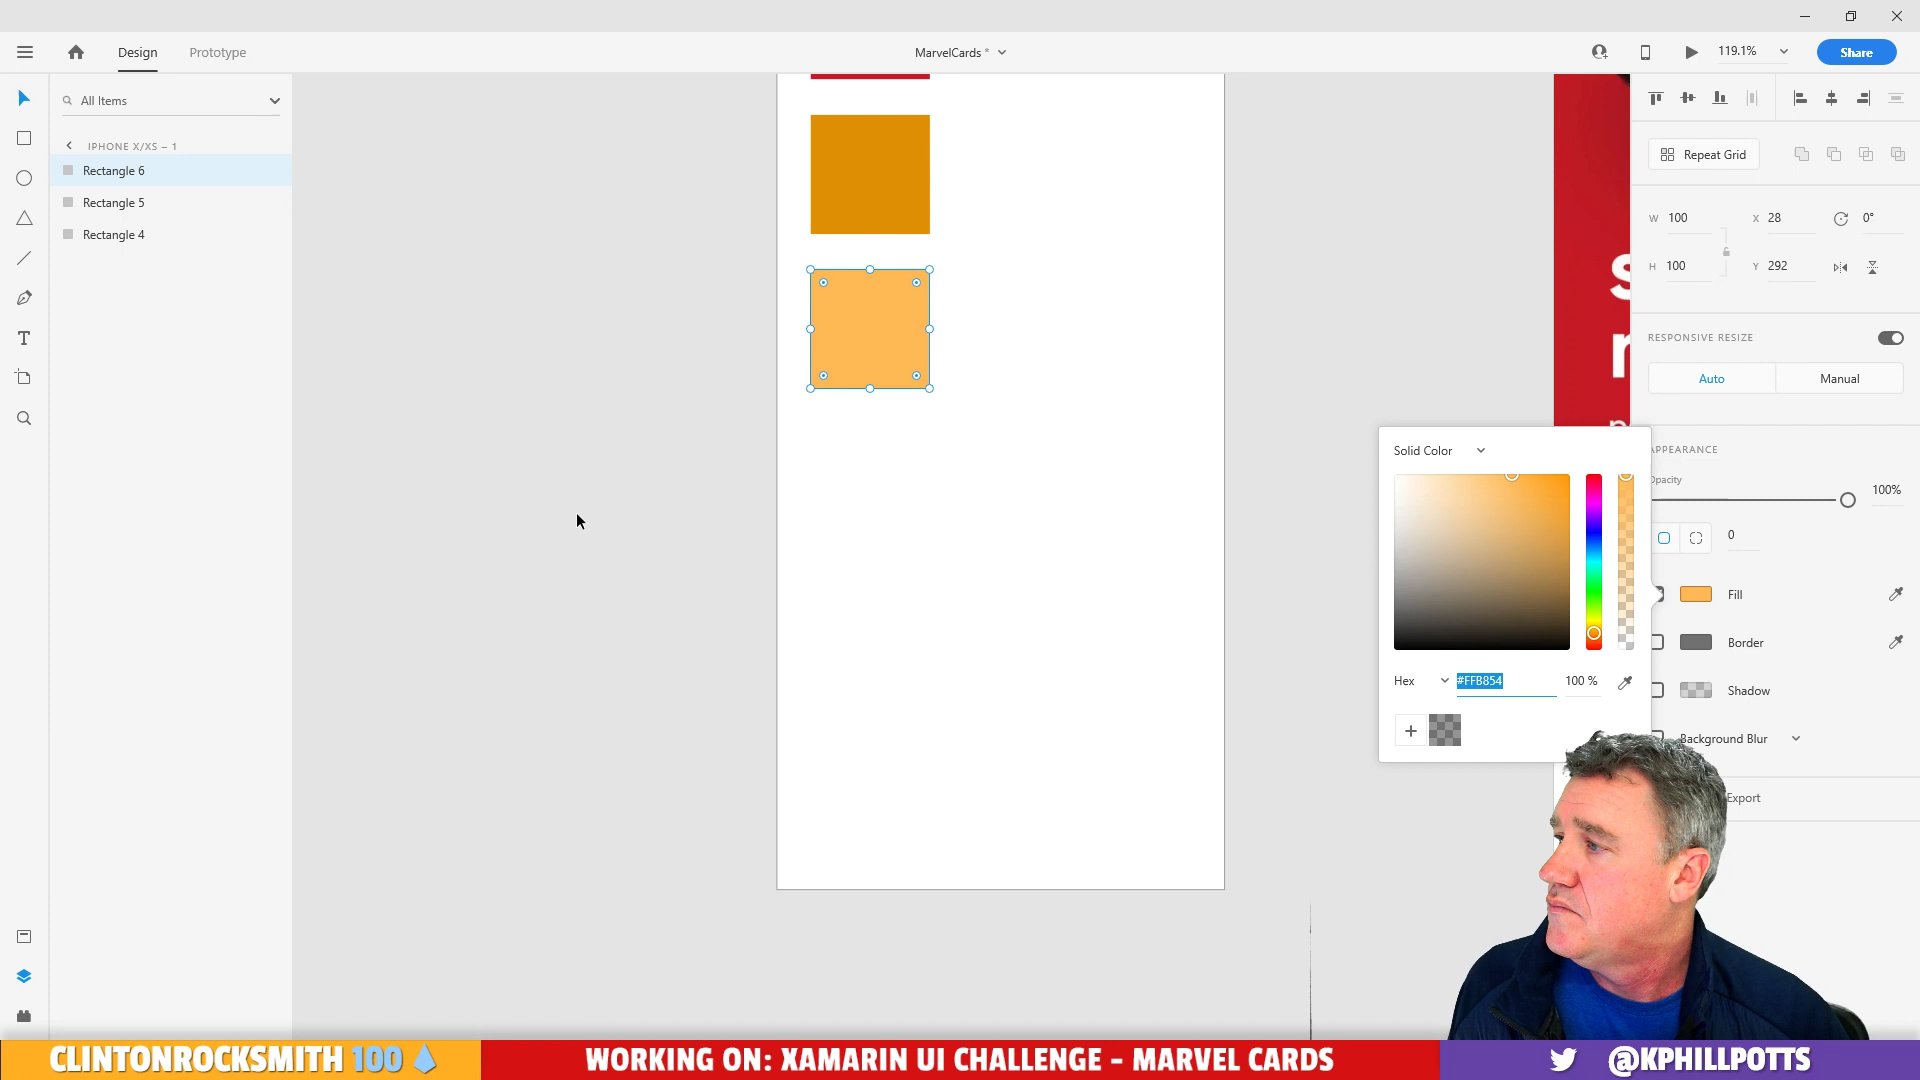 Design
Prototype
MarvelCards *
119.1%
Share
All Items
IPHONE X/XS – 1
Rectangle 6
Rectangle 5
Rectangle 4
Repeat Grid
W 100
X 28
0°
H 100
Y 292
RESPONSIVE RESIZE
Auto
Manual
Solid Color
APPEARANCE
Opacity
100%
0
Fill
Border
Shadow
Background Blur
Hex
#FFB854
100 %
Export
CLINTONROCKSMITH 100
WORKING ON: XAMARIN UI CHALLENGE - MARVEL CARDS
@KPHILLPOTTS